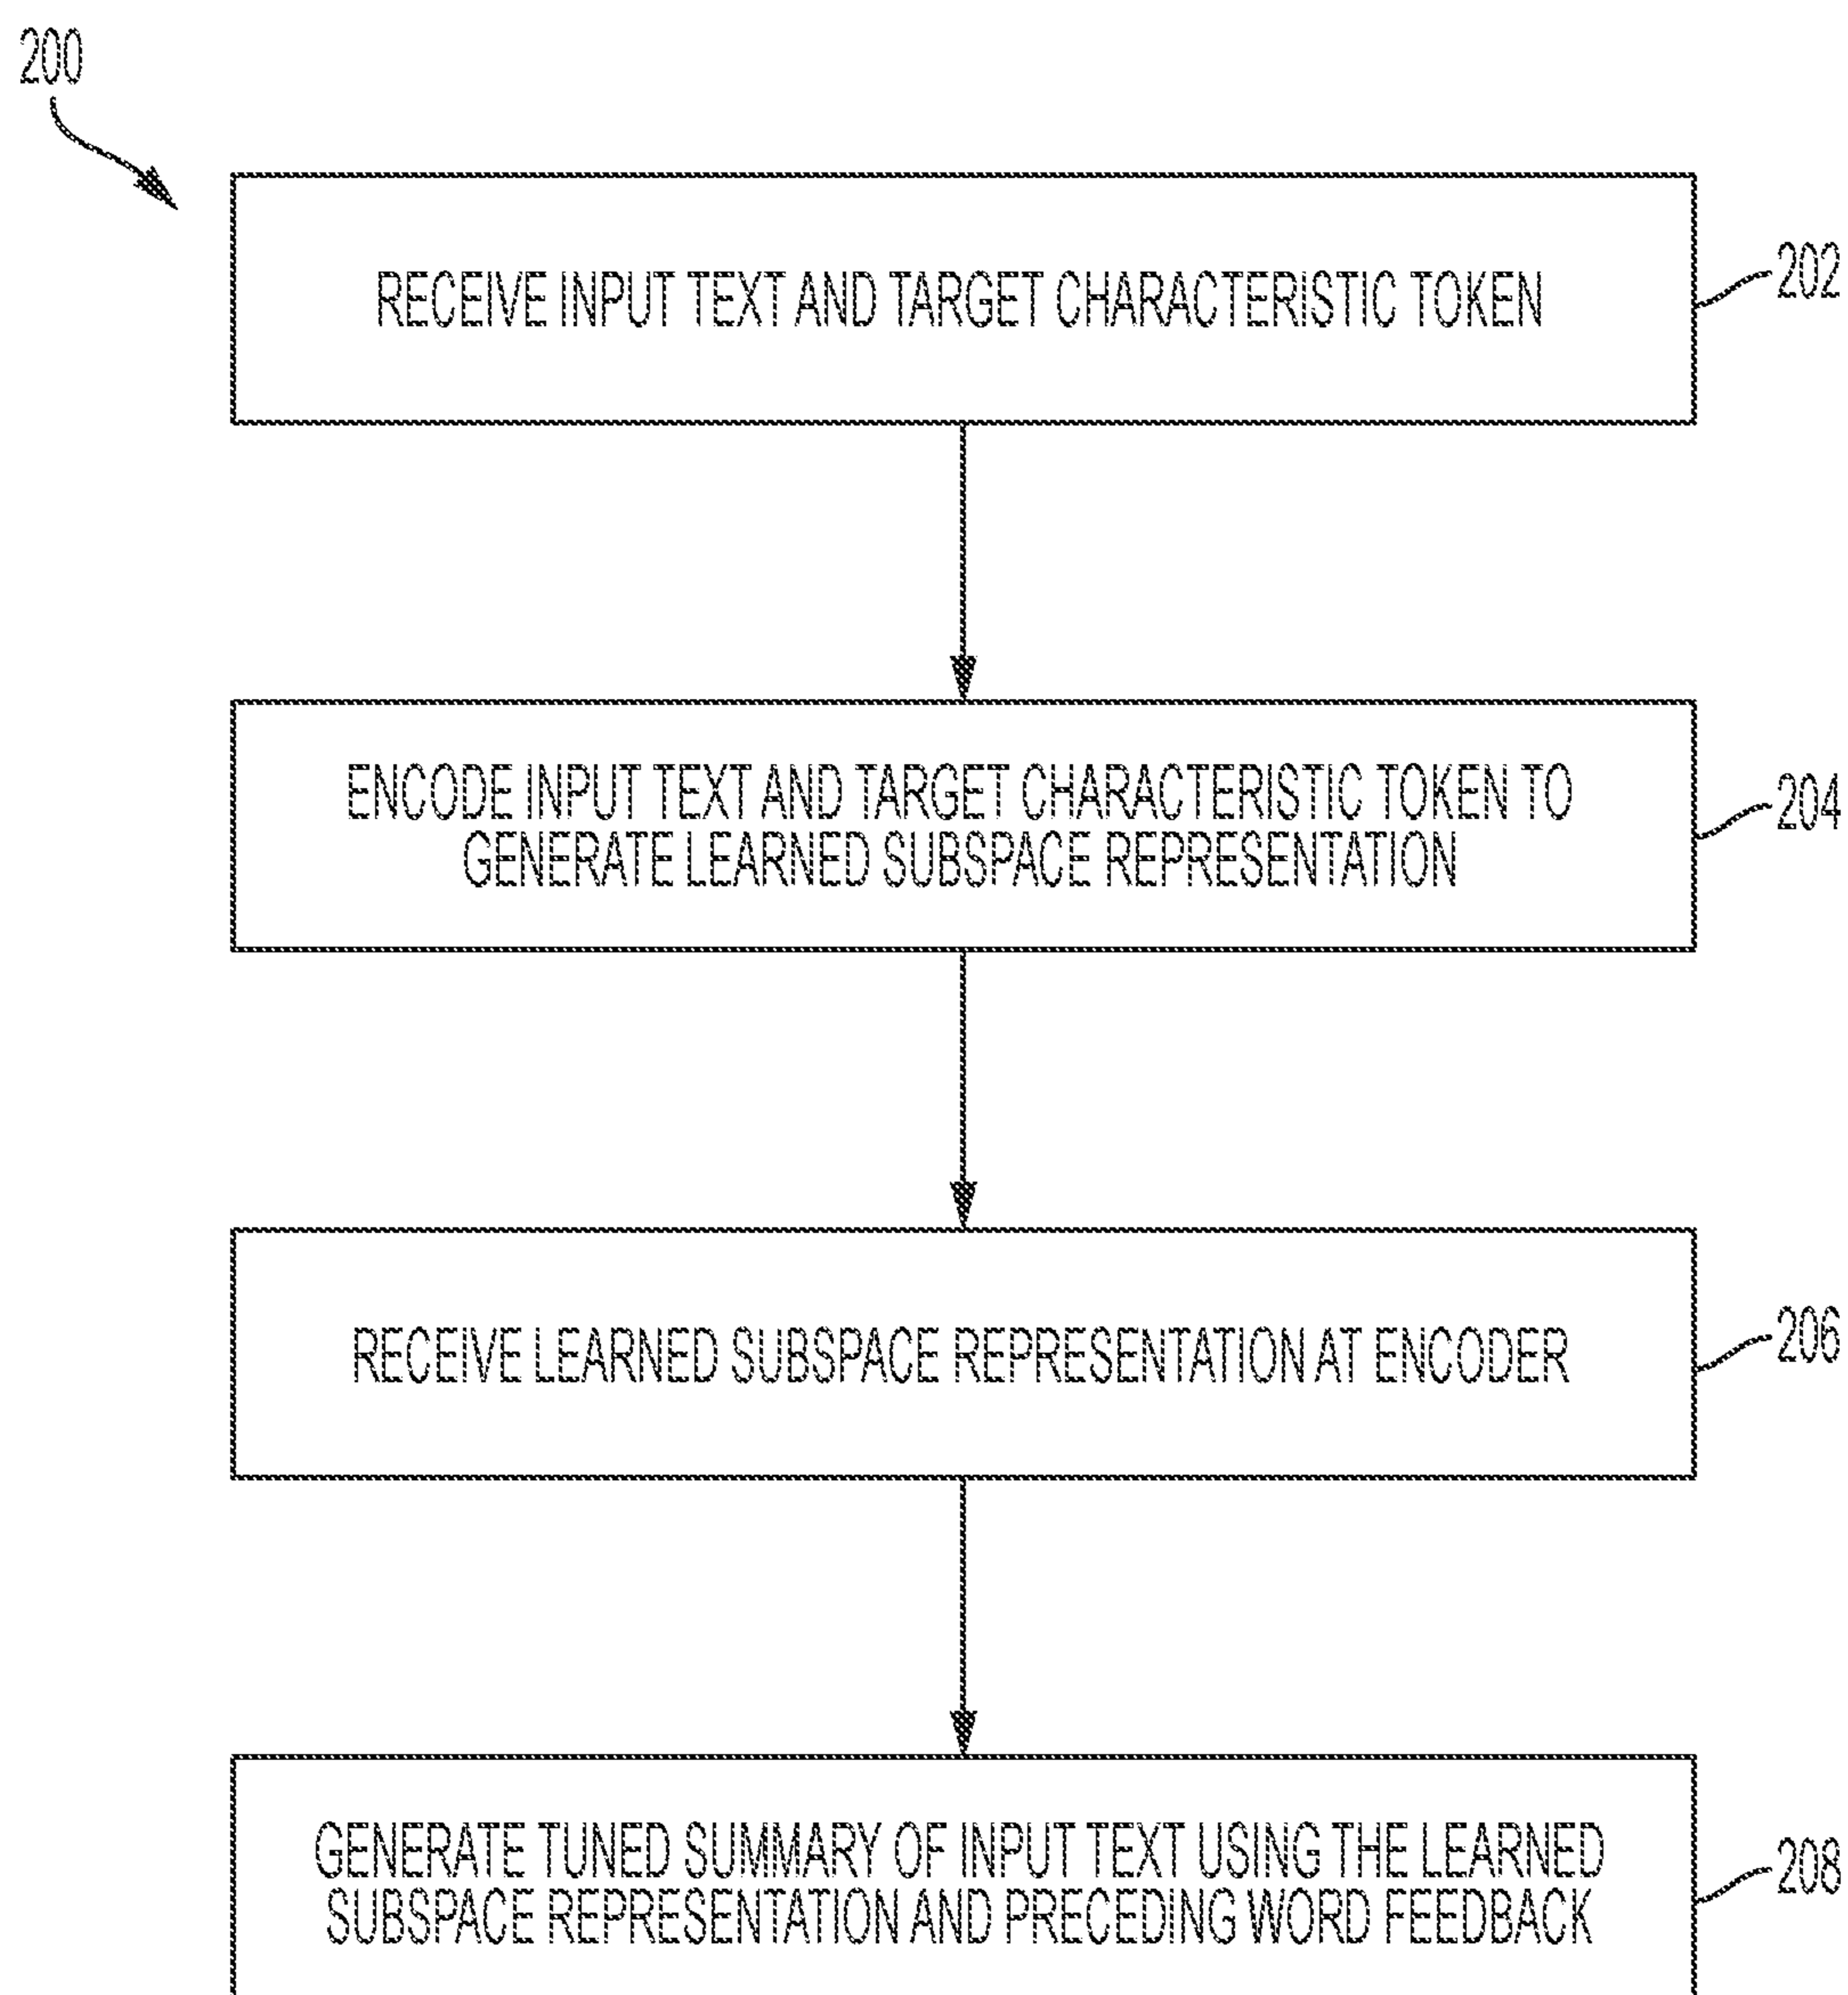 200
RECEIVE INPUT TEXT AND TARGET CHARACTERISTIC TOKEN
202
ENCODE INPUT TEXT AND TARGET CHARACTERISTIC TOKEN TO
GENERATE LEARNED SUBSPACE REPRESENTATION
204
RECEIVE LEARNED SUBSPACE REPRESENTATION AT ENCODER
206
GENERATE TUNED SUMMARY OF INPUT TEXT USING THE LEARNED
SUBSPACE REPRESENTATION AND PRECEDING WORD FEEDBACK
208